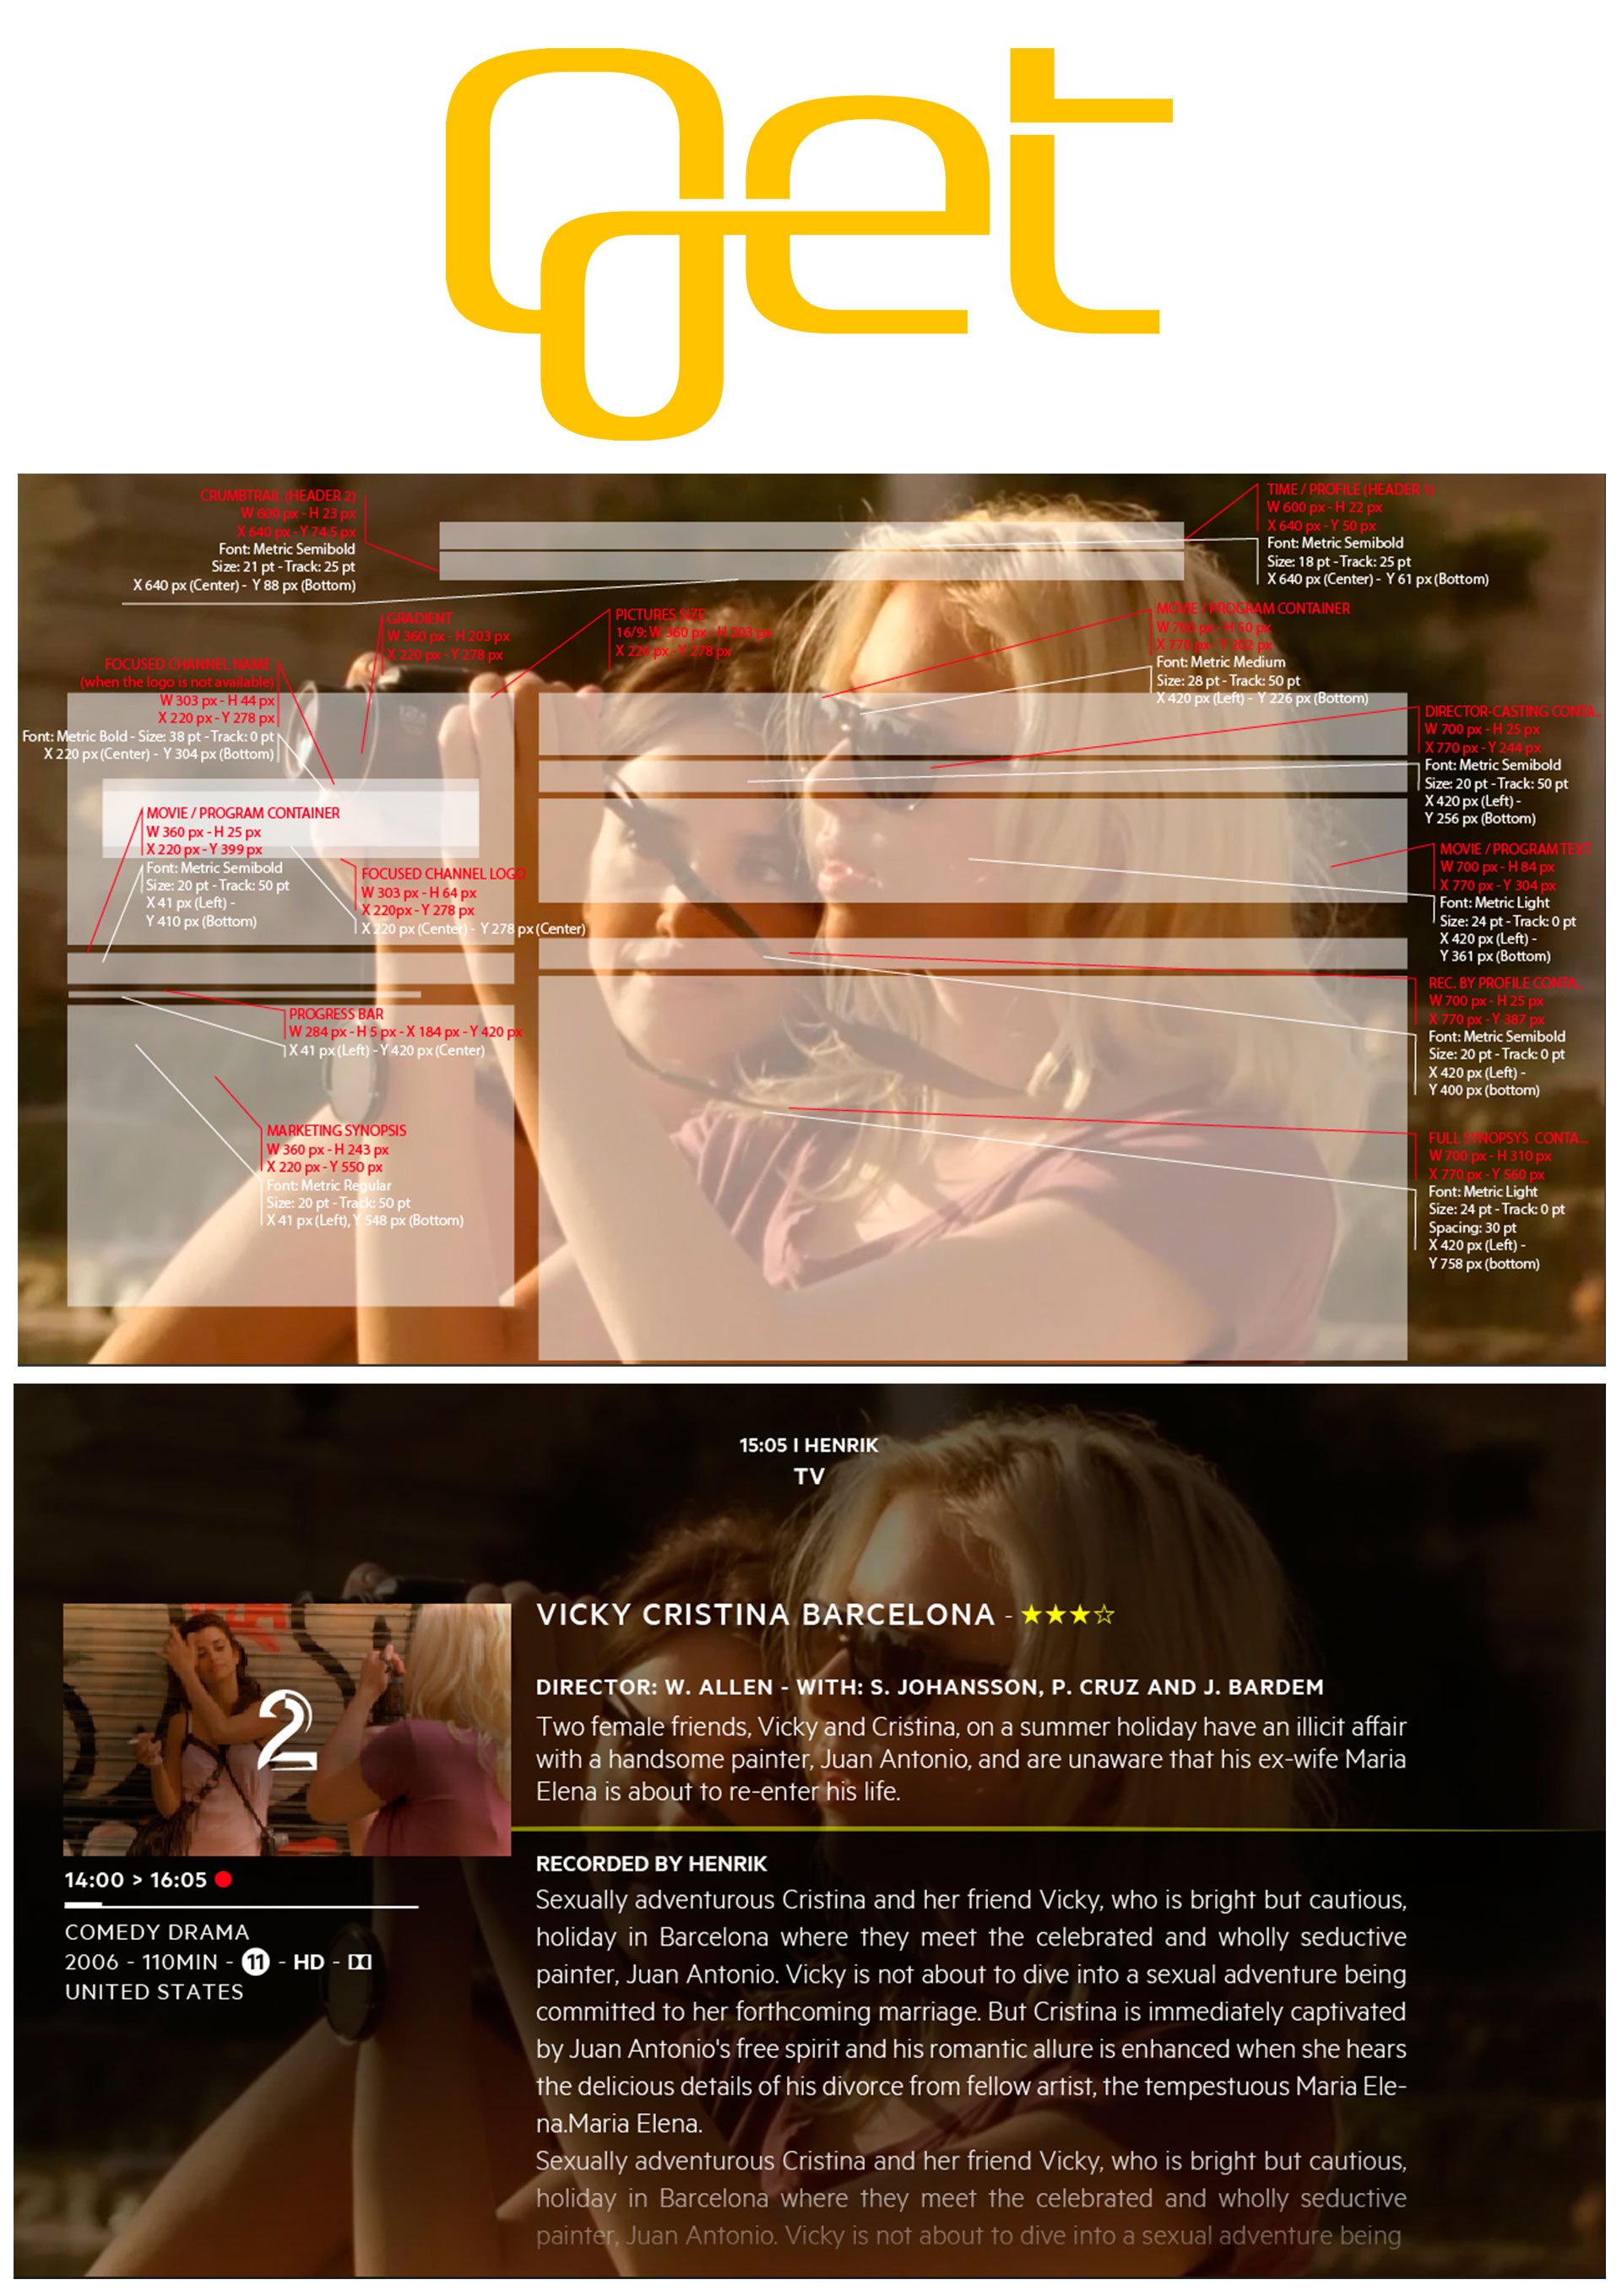 Get
CRUMBTRAIL (HEADER 2)
W 600 px - H 23 px
X 640 px - Y 74.5 px
Font: Metric Semibold
Size: 21 pt - Track: 25 pt
X 640 px (Center) - Y 88 px (Bottom)
TIME / PROFILE (HEADER 1)
W 600 px - H 22 px
X 640 px - Y 50 px
Font: Metric Semibold
Size: 18 pt - Track: 25 pt
X 640 px (Center) - Y 61 px (Bottom)
GRADIENT
W 360 px - H 203 px
X 220 px - Y 278 px
PICTURES SIZE
16/9: W 360 px - H 203 px
X 220 px - Y 278 px
MOVIE / PROGRAM CONTAINER
W 700 px - H 50 px
X 770 px - Y 202 px
Font: Metric Medium
Size: 28 pt - Track: 50 pt
X 420 px (Left) - Y 226 px (Bottom)
FOCUSED CHANNEL NAME
(when the logo is not available)
W 303 px - H 44 px
X 220 px - Y 278 px
Font: Metric Bold - Size: 38 pt - Track: 0 pt
X 220 px (Center) - Y 304 px (Bottom)
DIRECTOR-CASTING CONTA...
W 700 px - H 25 px
X 770 px - Y 244 px
Font: Metric Semibold
Size: 20 pt - Track: 50 pt
X 420 px (Left) -
Y 256 px (Bottom)
MOVIE / PROGRAM CONTAINER
W 360 px - H 25 px
X 220 px - Y 399 px
Font: Metric Semibold
Size: 20 pt - Track: 50 pt
X 41 px (Left) -
Y 410 px (Bottom)
FOCUSED CHANNEL LOGO
W 303 px - H 64 px
X 220px - Y 278 px
X 220 px (Center) - Y 278 px (Center)
MOVIE / PROGRAM TEXT
W 700 px - H 84 px
X 770 px - Y 304 px
Font: Metric Light
Size: 24 pt - Track: 0 pt
X 420 px (Left) -
Y 361 px (Bottom)
REC. BY PROFILE CONTA...
W 700 px - H 25 px
X 770 px - Y 387 px
Font: Metric Semibold
Size: 20 pt - Track: 0 pt
X 420 px (Left) -
Y 400 px (bottom)
PROGRESS BAR
W 284 px - H 5 px - X 184 px - Y 420 px
X 41 px (Left) - Y 420 px (Center)
MARKETING SYNOPSIS
W 360 px - H 243 px
X 220 px - Y 550 px
Font: Metric Regular
Size: 20 pt - Track: 50 pt
X 41 px (Left), Y 548 px (Bottom)
FULL SYNOPSYS CONTA...
W 700 px - H 310 px
X 770 px - Y 560 px
Font: Metric Light
Size: 24 pt - Track: 0 pt
Spacing: 30 pt
X 420 px (Left) -
Y 758 px (bottom)
15:05 I HENRIK
TV
2
14:00 > 16:05
COMEDY DRAMA
2006 - 110MIN - 11 - HD -
UNITED STATES
VICKY CRISTINA BARCELONA - ★★★☆
DIRECTOR: W. ALLEN - WITH: S. JOHANSSON, P. CRUZ AND J. BARDEM
Two female friends, Vicky and Cristina, on a summer holiday have an illicit affair
with a handsome painter, Juan Antonio, and are unaware that his ex-wife Maria
Elena is about to re-enter his life.
RECORDED BY HENRIK
Sexually adventurous Cristina and her friend Vicky, who is bright but cautious,
holiday in Barcelona where they meet the celebrated and wholly seductive
painter, Juan Antonio. Vicky is not about to dive into a sexual adventure being
committed to her forthcoming marriage. But Cristina is immediately captivated
by Juan Antonio's free spirit and his romantic allure is enhanced when she hears
the delicious details of his divorce from fellow artist, the tempestuous Maria Ele-
na.Maria Elena.
Sexually adventurous Cristina and her friend Vicky, who is bright but cautious,
holiday in Barcelona where they meet the celebrated and wholly seductive
painter, Juan Antonio. Vicky is not about to dive into a sexual adventure being